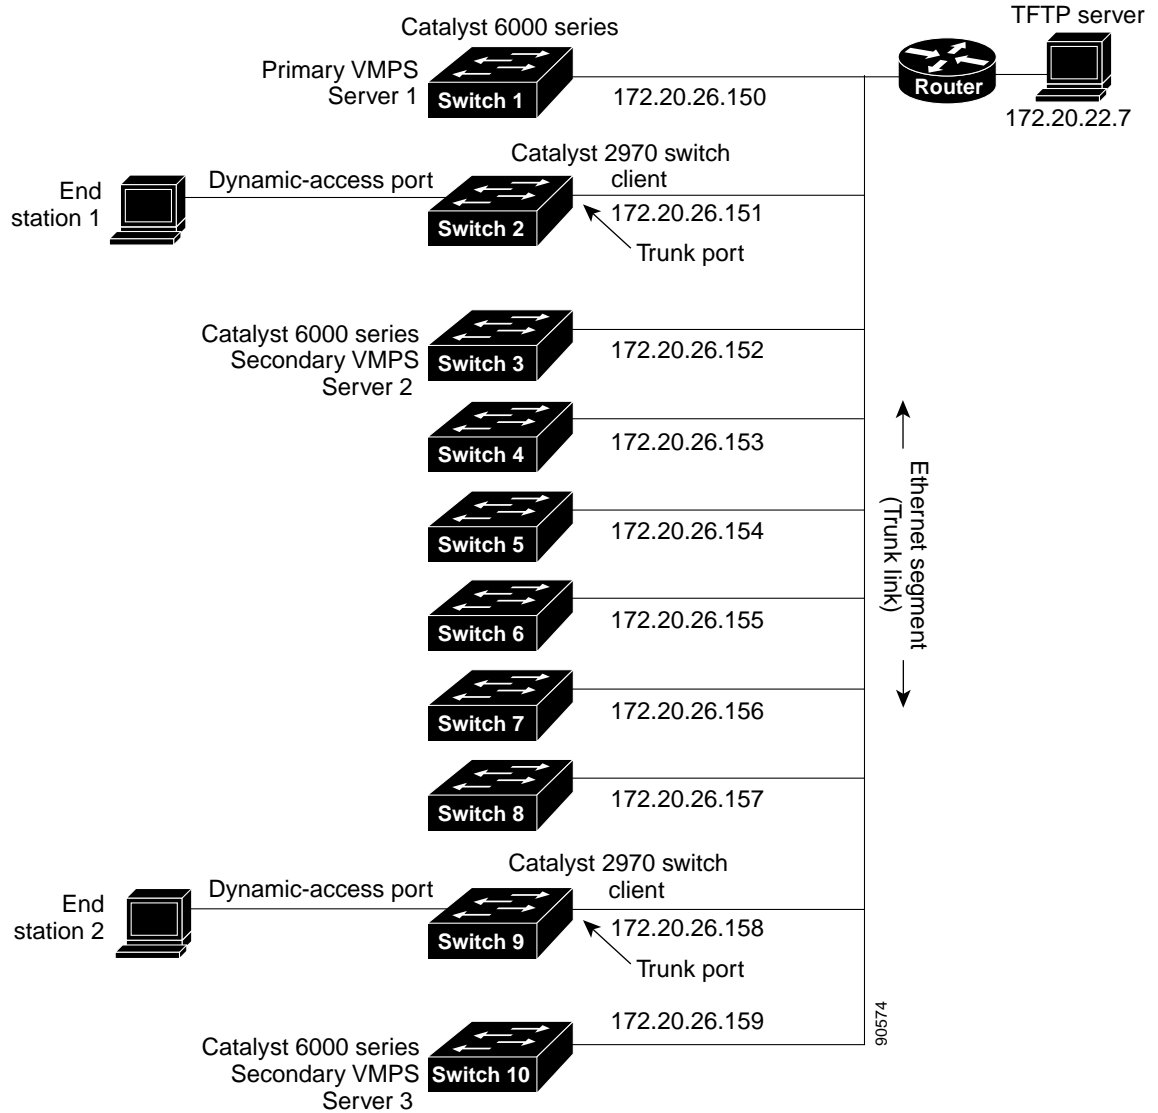 Catalyst 6000 series
TFTP server
Primary VMPS
Server 1
Switch 1
172.20.26.150
Router
172.20.22.7
End
station 1
Dynamic-access port
Catalyst 2970 switch
client
Switch 2
172.20.26.151
Trunk port
Catalyst 6000 series
Secondary VMPS
Server 2
Switch 3
172.20.26.152
Switch 4
172.20.26.153
Switch 5
172.20.26.154
Ethernet segment
(Trunk link)
Switch 6
172.20.26.155
Switch 7
172.20.26.156
Switch 8
172.20.26.157
End
station 2
Dynamic-access port
Catalyst 2970 switch
client
Switch 9
172.20.26.158
Trunk port
Catalyst 6000 series
Secondary VMPS
Server 3
Switch 10
172.20.26.159
90574